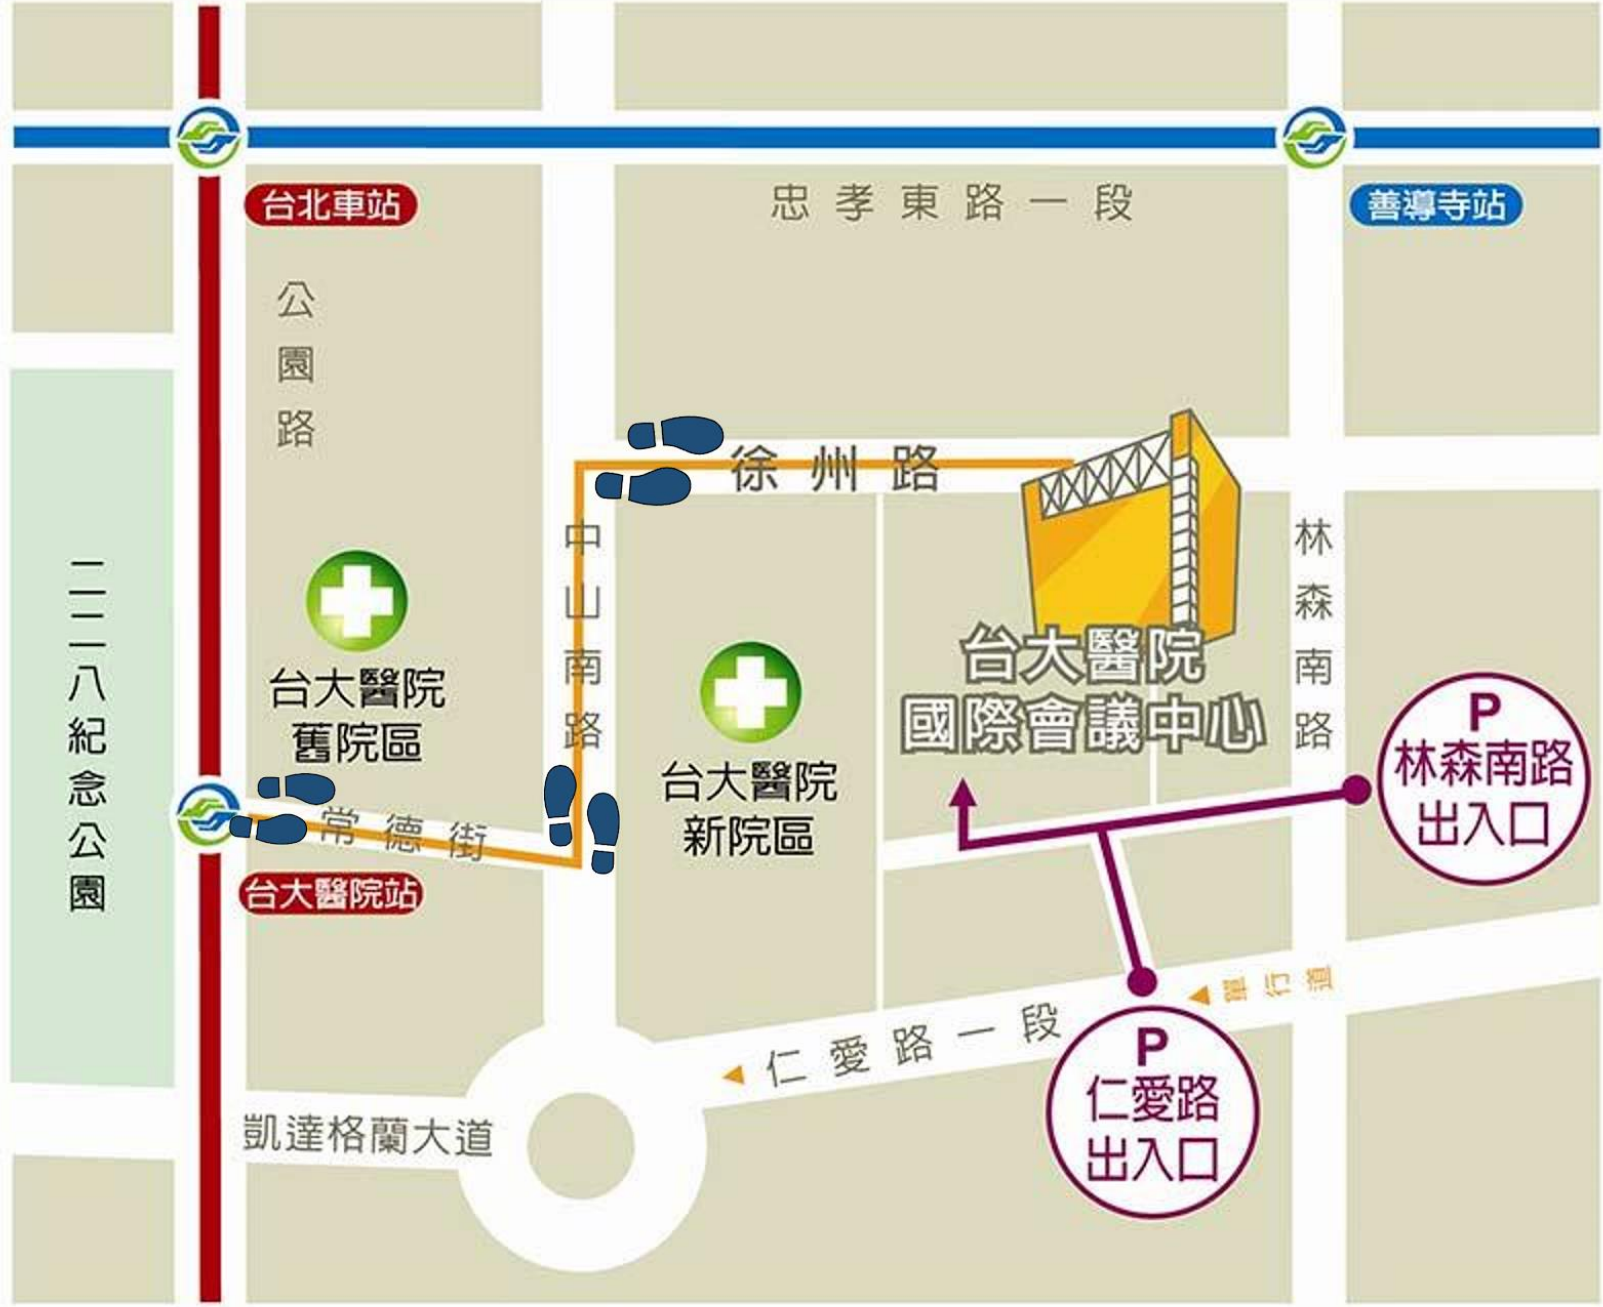 台北車站
忠孝東路一段
善導寺站
公園路
徐州路
中山南路
林森南路
二二八紀念公園
台大醫院
舊院區
台大醫院
新院區
台大醫院
國際會議中心
P
林森南路
出入口
常德街
台大醫院站
單行道
仁愛路一段
P
仁愛路
出入口
凱達格蘭大道